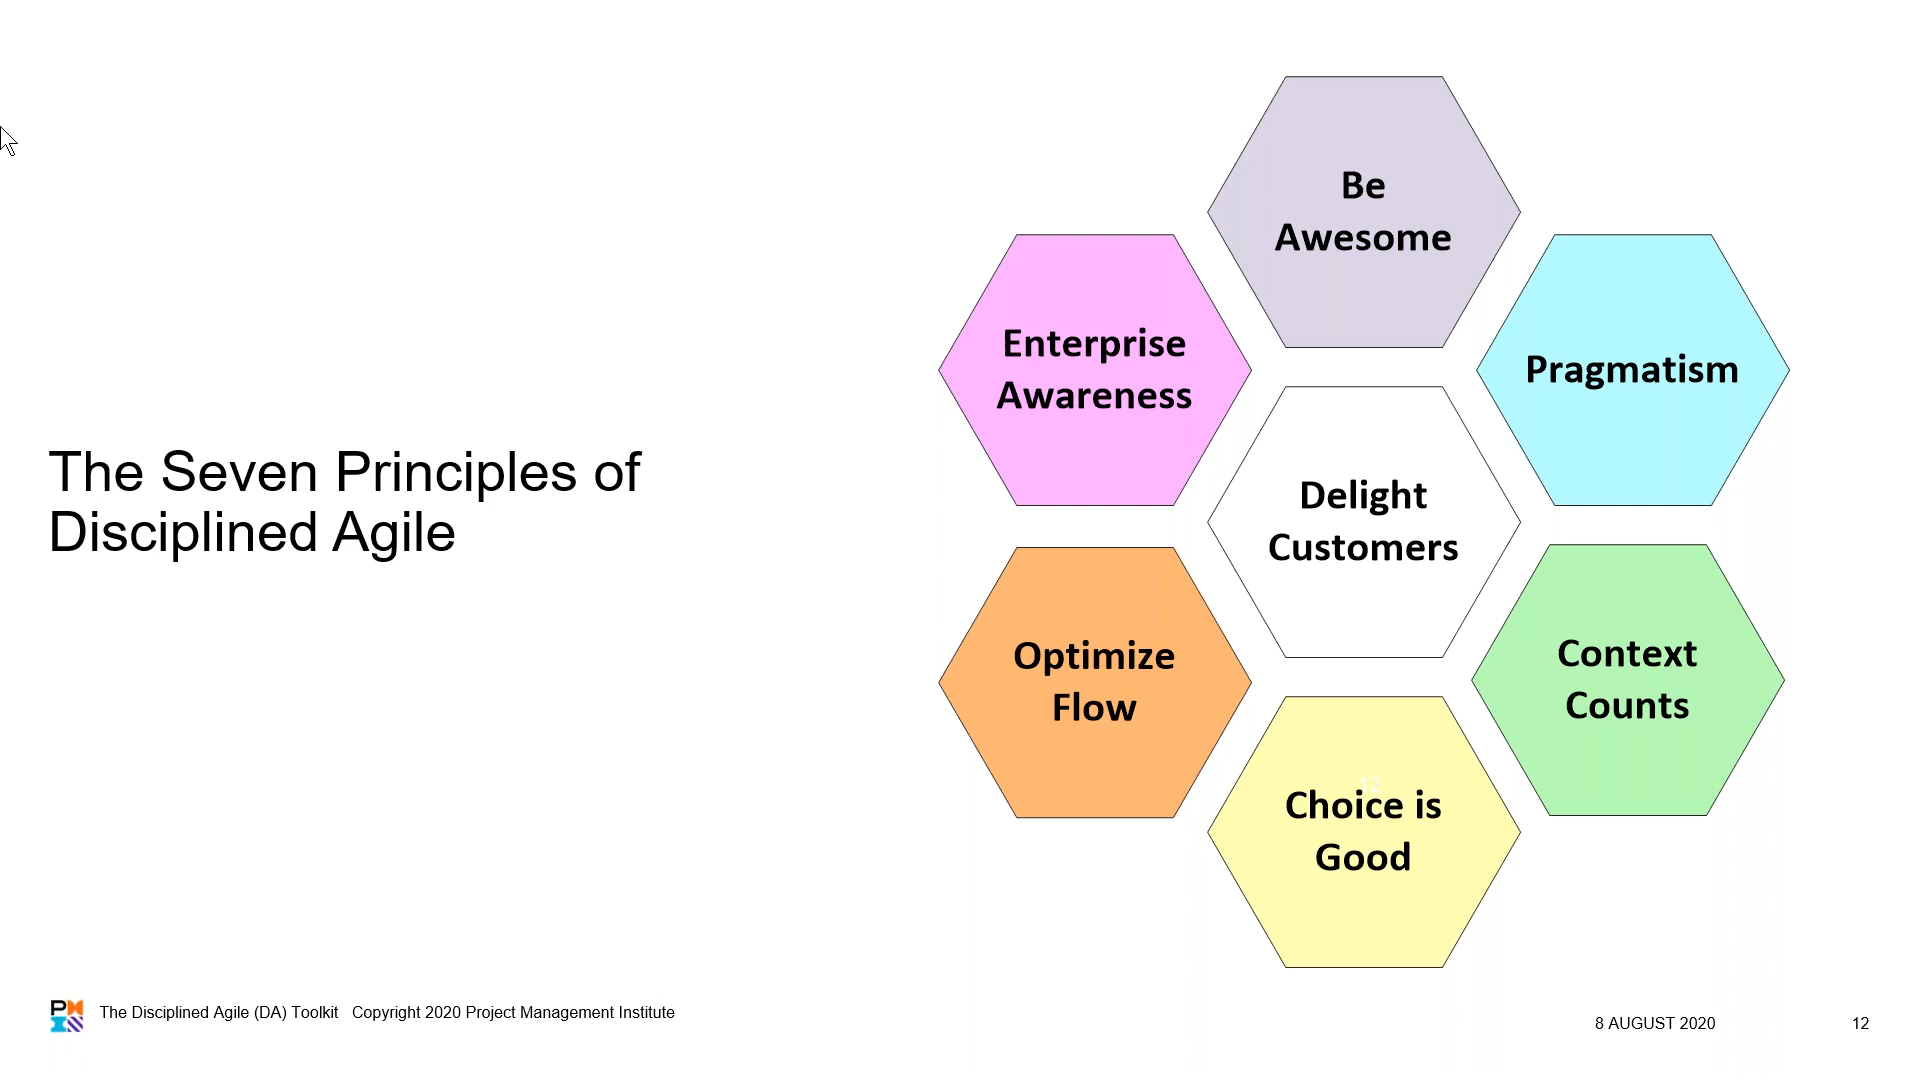 The Seven Principles of
Disciplined Agile
Be
Awesome
Enterprise
Awareness
Pragmatism
Delight
Customers
Optimize
Flow
Context
Counts
Choice is
Good
PMI
The Disciplined Agile (DA) Toolkit Copyright 2020 Project Management Institute
8 AUGUST 2020
12